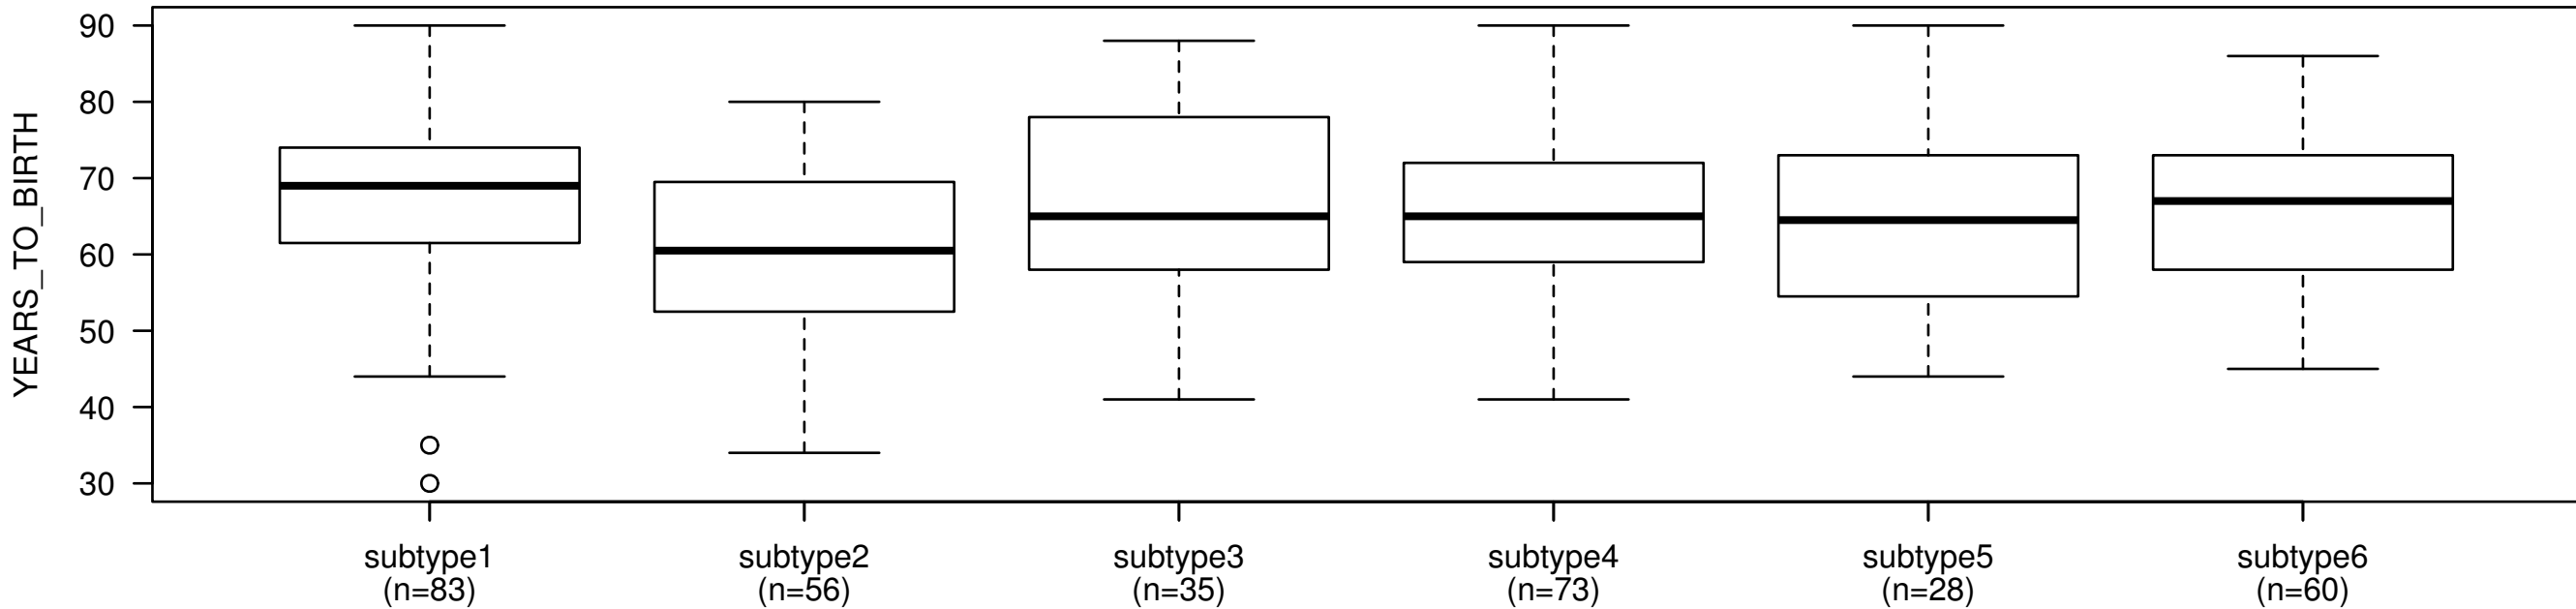 YEARS_TO_BIRTH
90
80
70
60
50
40
30
subtype1 subtype2 subtype3 subtype4 subtype5 subtype6
(n=83) (n=56) (n=35) (n=73) (n=28) (n=60)